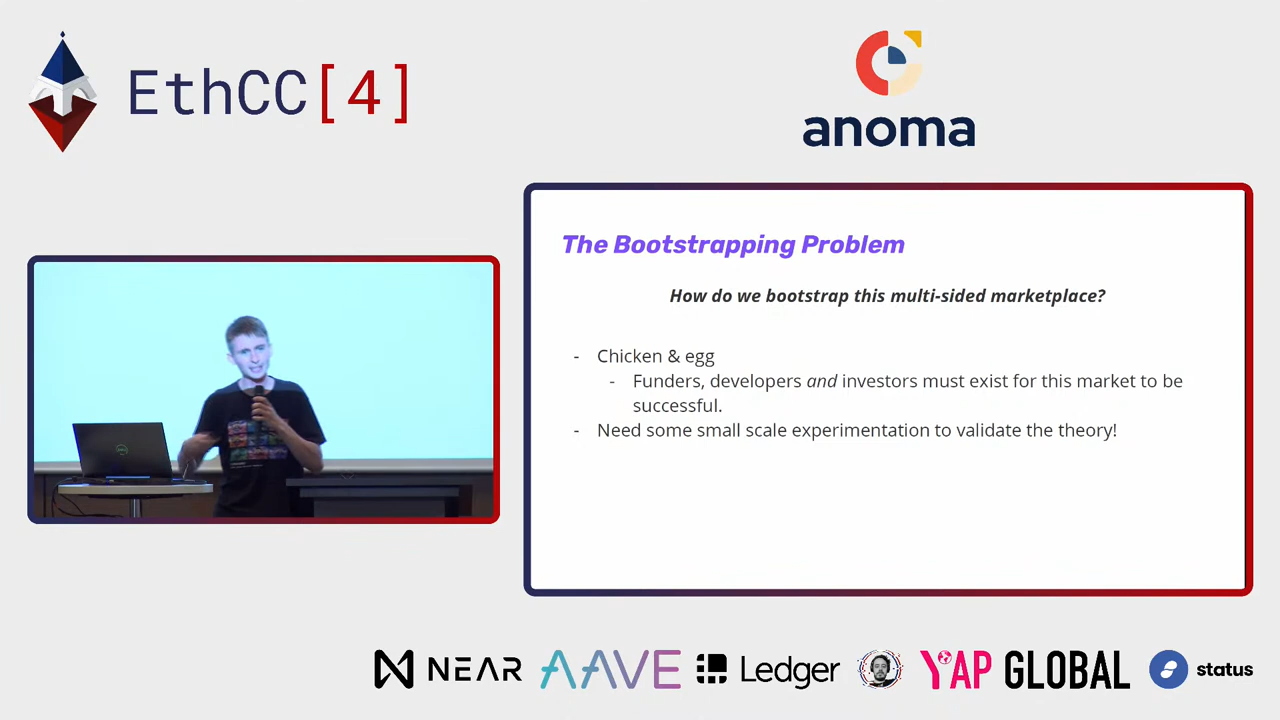 EthCC[4]
anoma
The Bootstrapping Problem
How do we bootstrap this multi-sided marketplace?
- Chicken & egg
- Funders, developers and investors must exist for this market to be
successful.
- Need some small scale experimentation to validate the theory!
NEAR
AAVE
Ledger
YAP GLOBAL
status